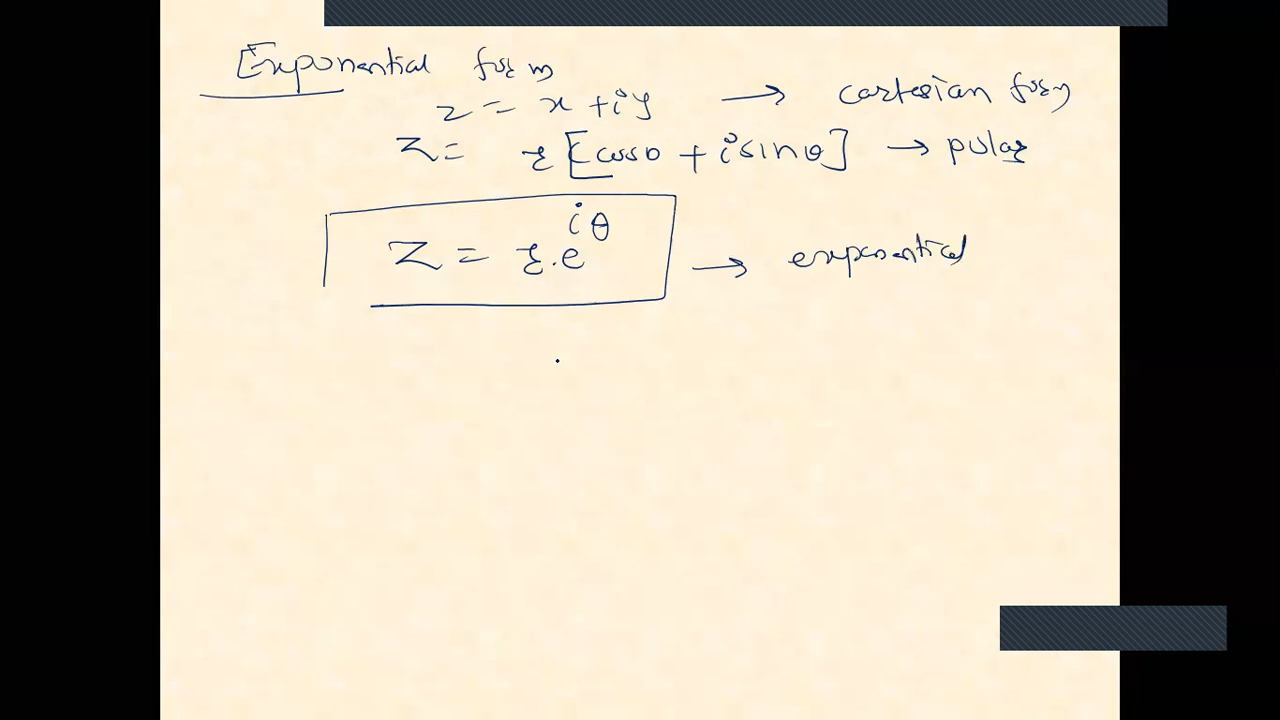 Exponential form
z = x + iy → cartesian form
Z = r [cosθ + i sinθ] → polar
Z = r.e^{iθ} → exponential